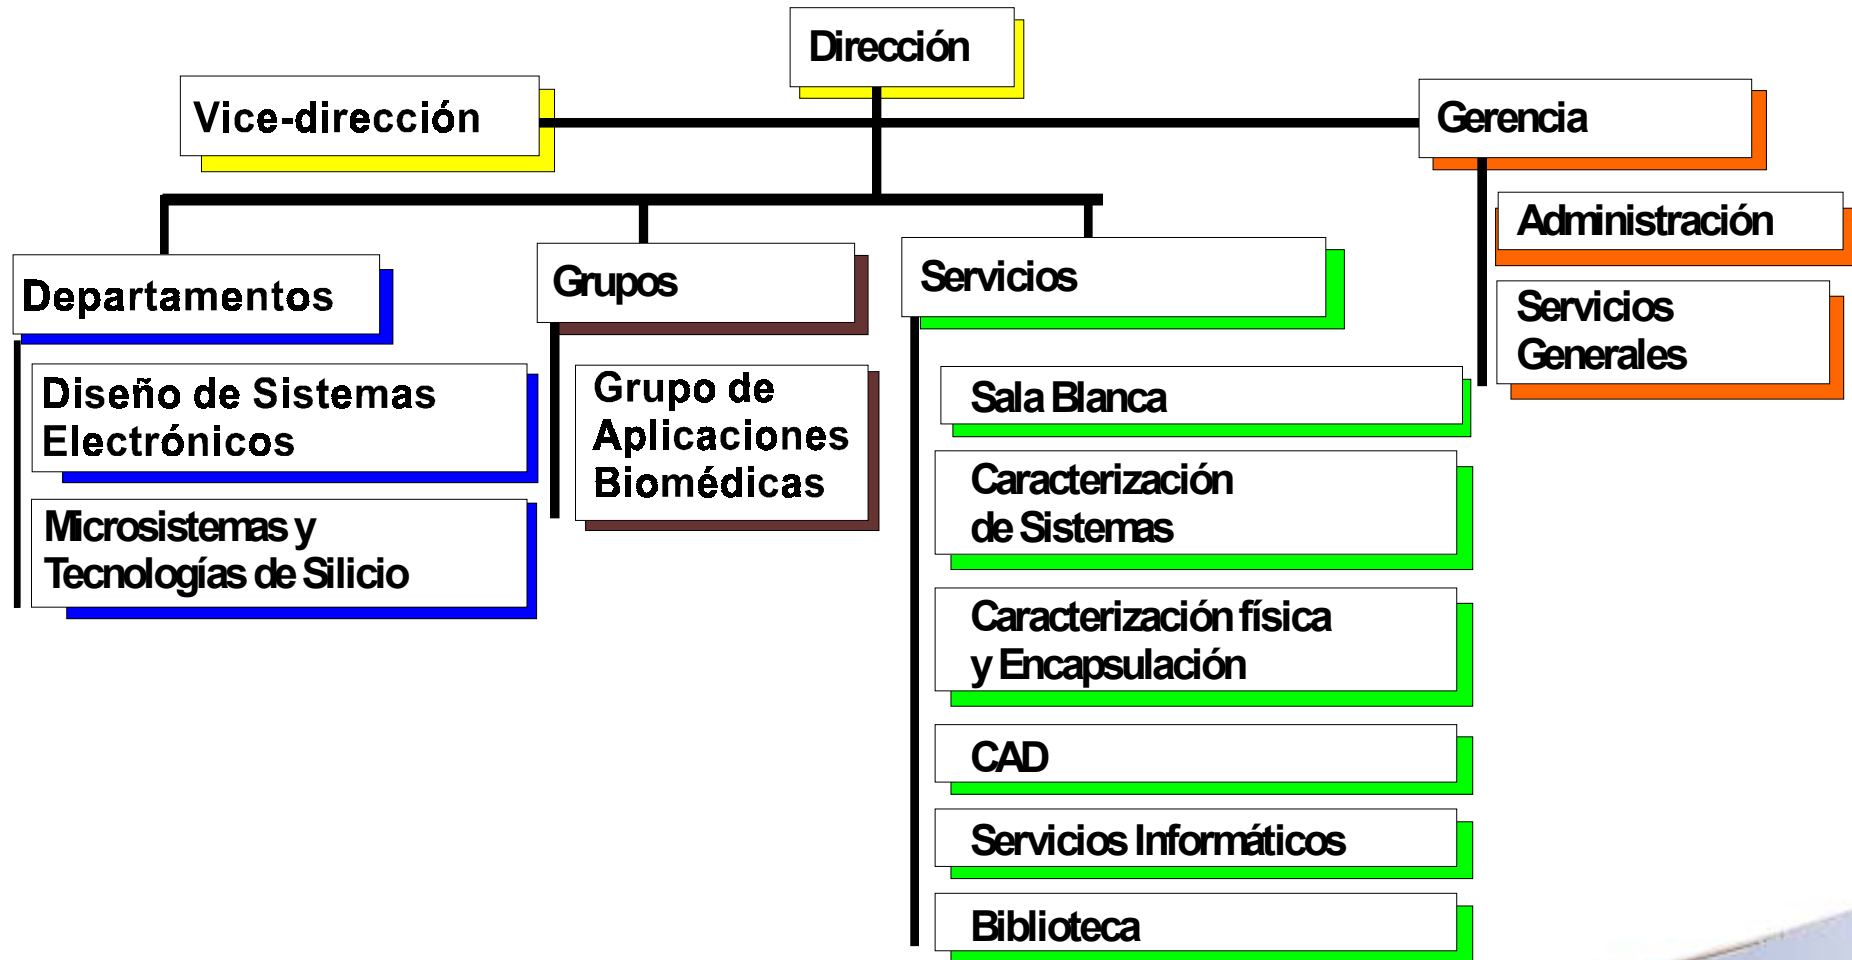 Dirección
Vice-dirección
Gerencia
Administración
Servicios
Generales
Departamentos
Diseño de Sistemas
Electrónicos
Microsistemas y
Tecnologías de Silicio
Grupos
Grupo de
Aplicaciones
Biomédicas
Servicios
Sala Blanca
Caracterización
de Sistemas
Caracterización física
y Encapsulación
CAD
Servicios Informáticos
Biblioteca